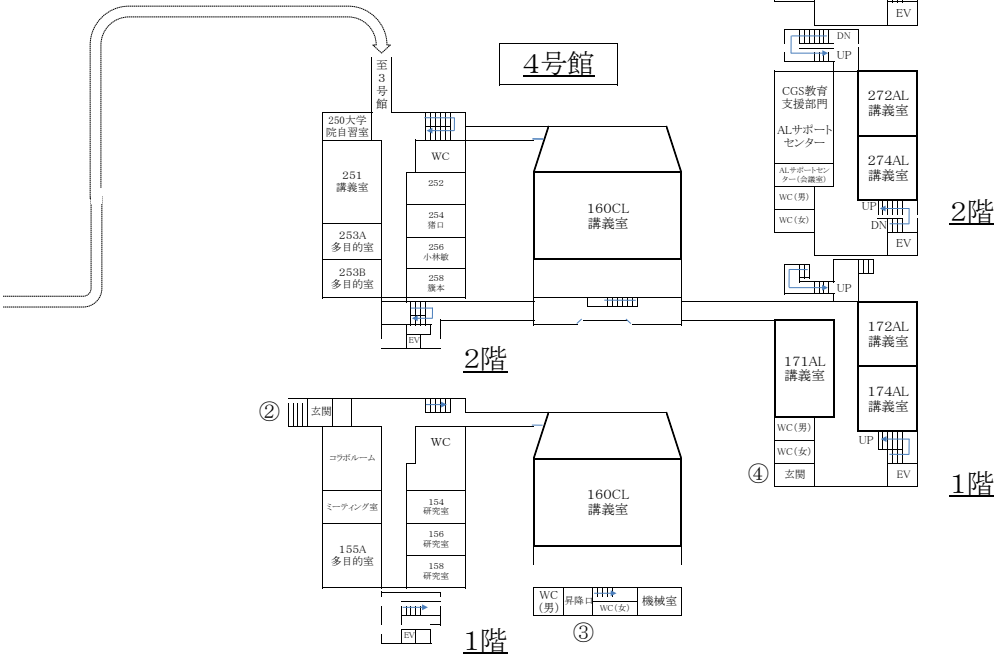 EV
DN
UP
4号館
至3号館
CGS教育
支援部門
ALサポート
センター
272AL
講義室
274AL
講義室
ALサポートセン
ター(会議室)
WC(男)
WC(女)
UP
DN
EV
2階
250大学
院自習室
WC
251
講義室
252
254
猪口
256
小林敏
258
籏本
253A
多目的室
253B
多目的室
160CL
講義室
EV
2階
UP
172AL
講義室
171AL
講義室
174AL
講義室
WC(男)
WC(女)
UP
④
玄関
EV
1階
②
玄関
WC
コラボルーム
ミーティング室
154
研究室
156
研究室
155A
多目的室
158
研究室
160CL
講義室
WC
(男)
昇降口
WC(女)
機械室
③
EV
1階